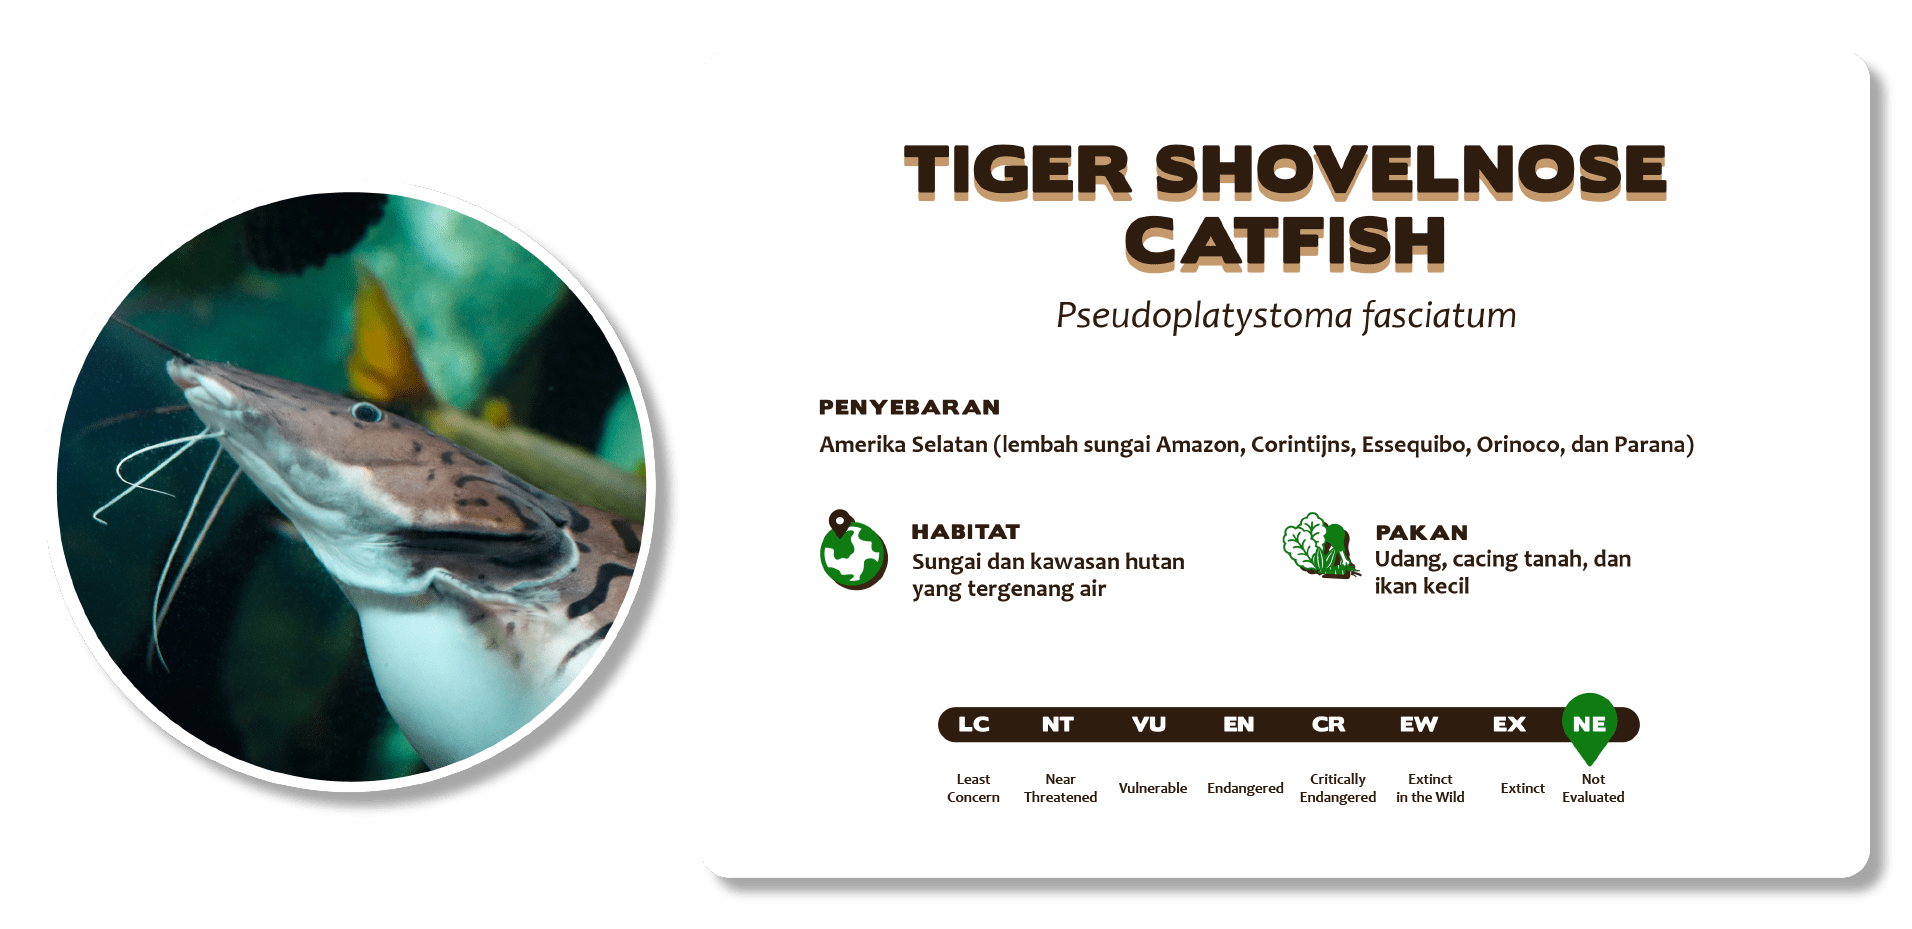 TIGER SHOVELNOSE
CATFISH
Pseudoplatystoma fasciatum
PENYEBARAN
Amerika Selatan (lembah sungai Amazon, Corintijns, Essequibo, Orinoco, dan Parana)
HABITAT
Sungai dan kawasan hutan
yang tergenang air
PAKAN
Udang, cacing tanah, dan
ikan kecil
LC NT VU EN CR EW EX NE
Least Concern
Near Threatened
Vulnerable
Endangered
Critically Endangered
Extinct in the Wild
Extinct
Not Evaluated